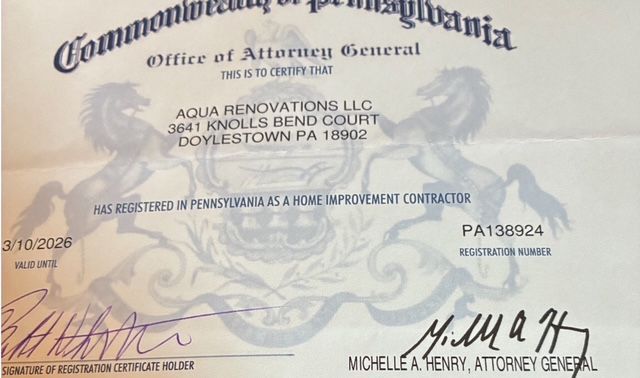 Commonwealth of Pennsylvania
Office of Attorney General
THIS IS TO CERTIFY THAT
AQUA RENOVATIONS LLC
3641 KNOLLS BEND COURT
DOYLESTOWN PA 18902
HAS REGISTERED IN PENNSYLVANIA AS A HOME IMPROVEMENT CONTRACTOR
3/10/2026
VALID UNTIL
PA138924
REGISTRATION NUMBER
SIGNATURE OF REGISTRATION CERTIFICATE HOLDER
MICHELLE A. HENRY, ATTORNEY GENERAL